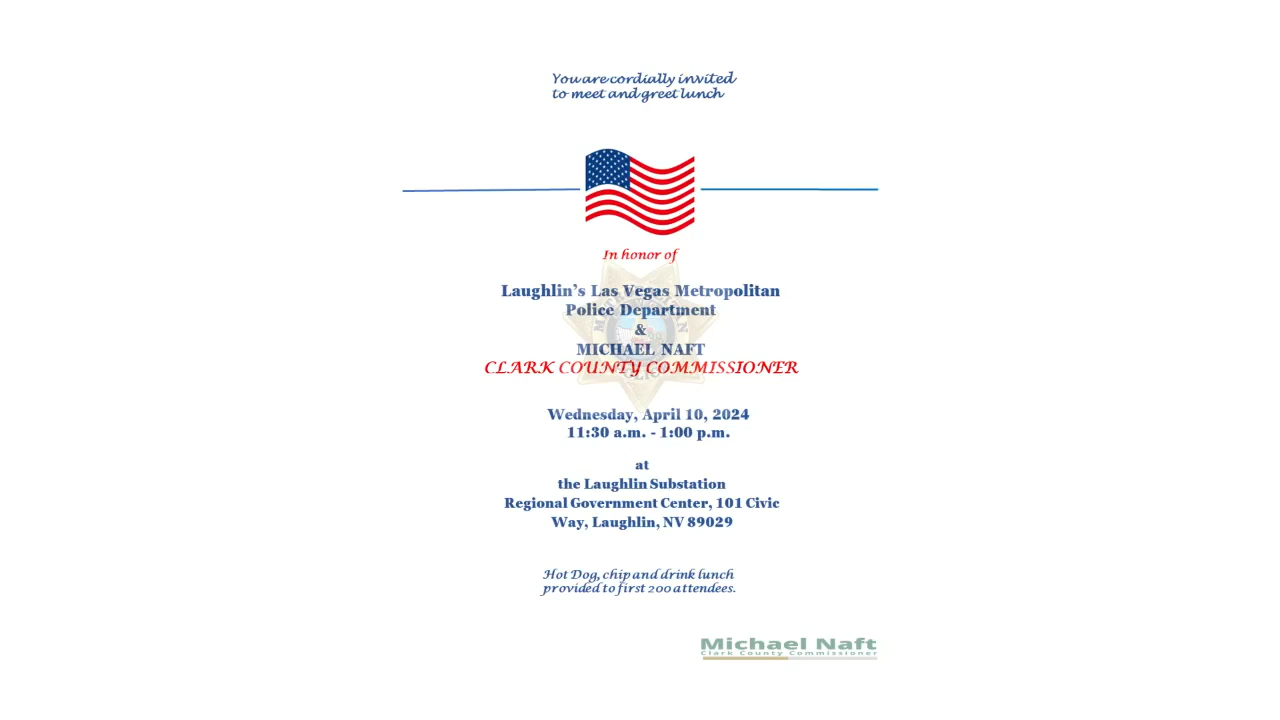 You are cordially invited
to meet and greet lunch
In honor of
Laughlin's Las Vegas Metropolitan
Police Department
&
MICHAEL NAFT
CLARK COUNTY COMMISSIONER
Wednesday, April 10, 2024
11:30 a.m. - 1:00 p.m.
at
the Laughlin Substation
Regional Government Center, 101 Civic
Way, Laughlin, NV 89029
Hot Dog, chip and drink lunch
provided to first 200 attendees.
Michael Naft
Clark County Commissioner